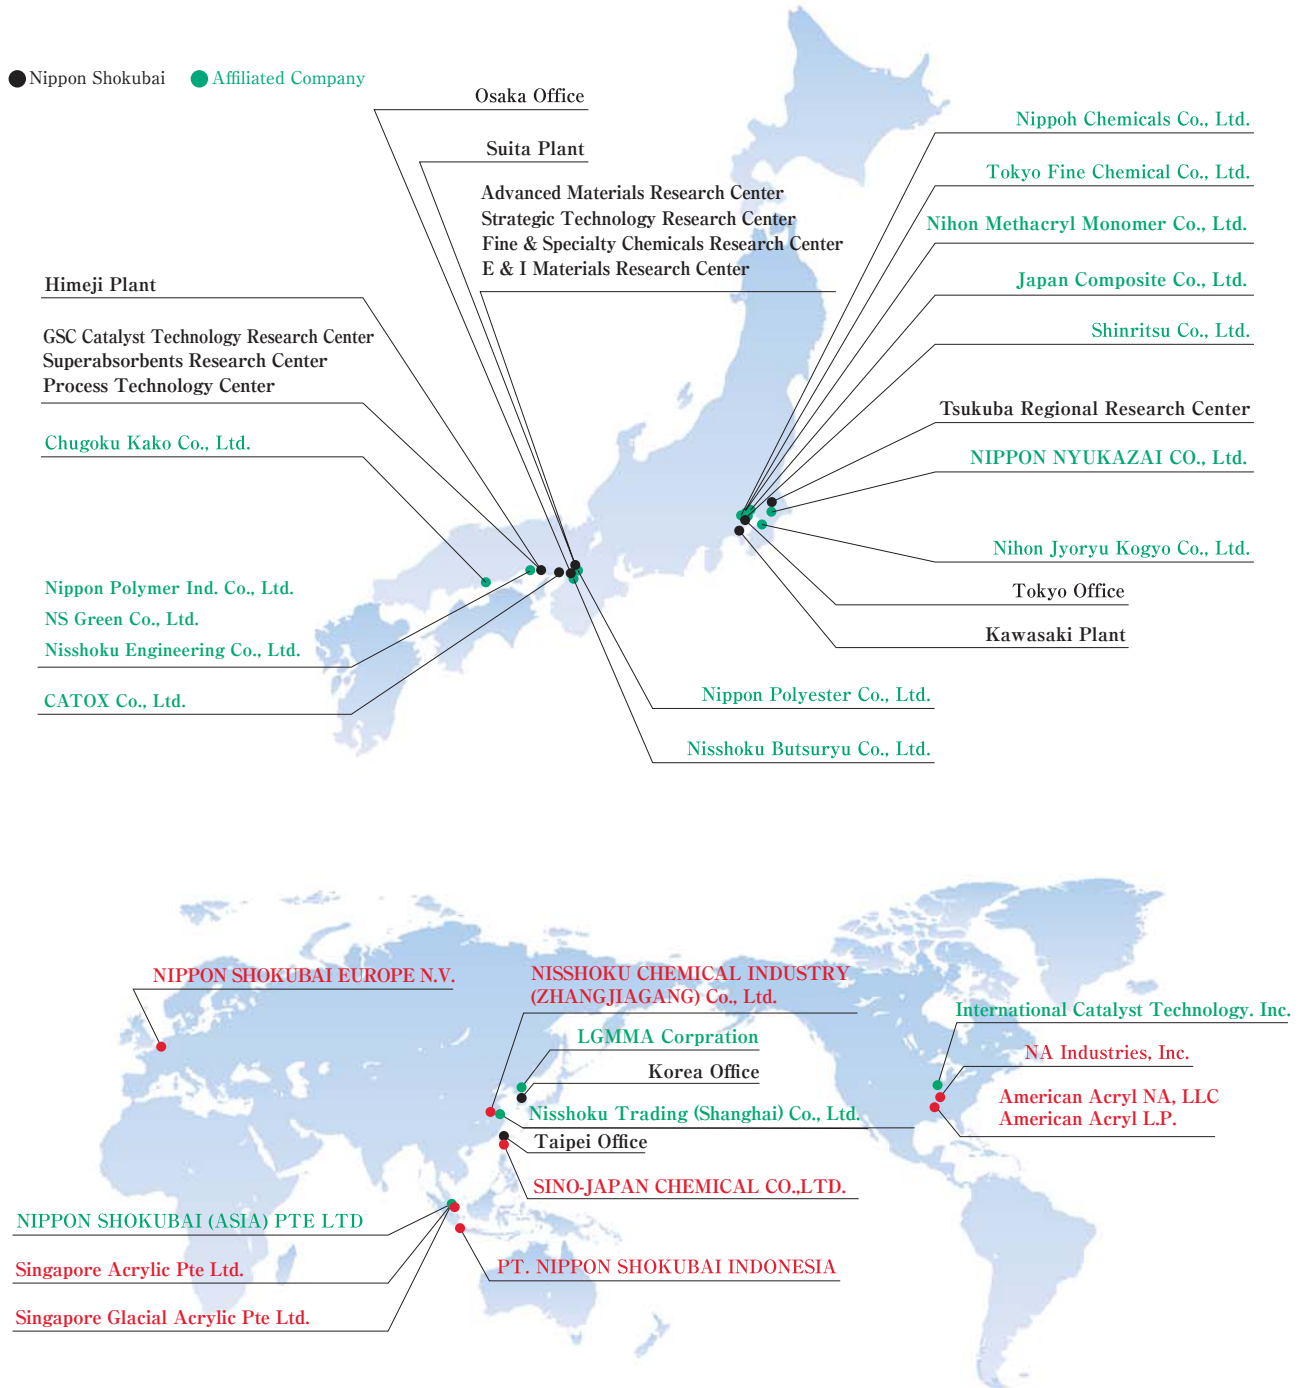 Nippon Shokubai
Affiliated Company
Osaka Office
Suita Plant
Advanced Materials Research Center
Strategic Technology Research Center
Fine & Specialty Chemicals Research Center
E & I Materials Research Center
Himeji Plant
GSC Catalyst Technology Research Center
Superabsorbents Research Center
Process Technology Center
Chugoku Kako Co., Ltd.
Nippon Polymer Ind. Co., Ltd.
NS Green Co., Ltd.
Nisshoku Engineering Co., Ltd.
CATOX Co., Ltd.
Nippoh Chemicals Co., Ltd.
Tokyo Fine Chemical Co., Ltd.
Nihon Methacryl Monomer Co., Ltd.
Japan Composite Co., Ltd.
Shinritsu Co., Ltd.
Tsukuba Regional Research Center
NIPPON NYUKAZAI CO., Ltd.
Nihon Jyoryu Kogyo Co., Ltd.
Tokyo Office
Kawasaki Plant
Nippon Polyester Co., Ltd.
Nisshoku Butsuryu Co., Ltd.
NIPPON SHOKUBAI EUROPE N.V.
NISSHOKU CHEMICAL INDUSTRY
(ZHANGJIAGANG) Co., Ltd.
LGMMA Corpration
Korea Office
Nisshoku Trading (Shanghai) Co., Ltd.
Taipei Office
SINO-JAPAN CHEMICAL CO.,LTD.
PT. NIPPON SHOKUBAI INDONESIA
International Catalyst Technology. Inc.
NA Industries, Inc.
American Acryl NA, LLC
American Acryl L.P.
NIPPON SHOKUBAI (ASIA) PTE LTD
Singapore Acrylic Pte Ltd.
Singapore Glacial Acrylic Pte Ltd.